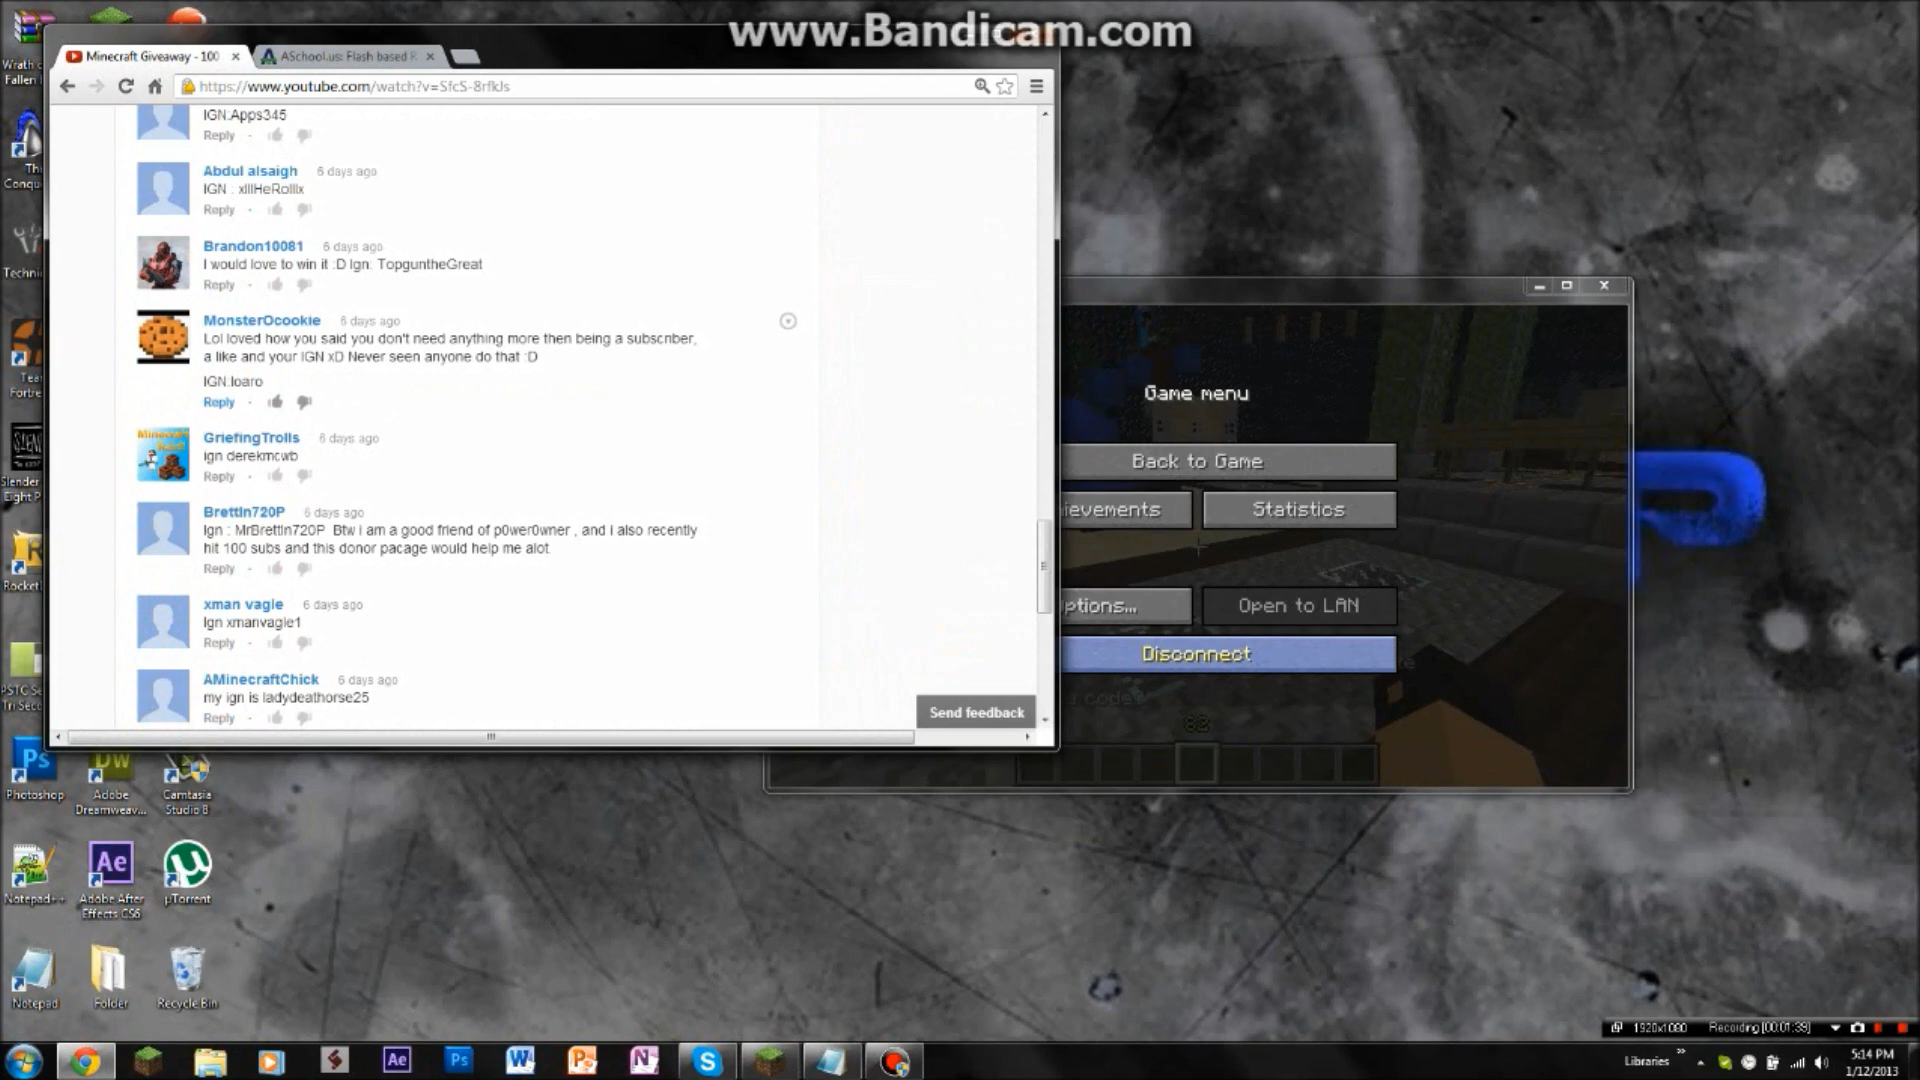 www.Bandicam.com
Minecraft Giveaway - 100
ASchool.us: Flash based R
https://www.youtube.com/watch?v=SfcS-8rfkIs
IGN:Apps345
Reply
Abdul alsaigh 6 days ago
IGN : xIllHeRolllx
Reply
Brandon10081 6 days ago
I would love to win it :D Ign: TopguntheGreat
Reply
MonsterOcookie 6 days ago
Lol loved how you said you don't need anything more then being a subscriber,
a like and your IGN xD Never seen anyone do that :D
IGN:loaro
Reply
GriefingTrolls 6 days ago
ign derekmcwb
Reply
BrettIn720P 6 days ago
Ign : MrBrettIn720P Btw i am a good friend of p0wer0wner , and i also recently
hit 100 subs and this donor pacage would help me alot
Reply
xman vagle 6 days ago
Ign xmanvagle1
Reply
AMinecraftChick 6 days ago
my ign is ladydeathorse25
Reply
Send feedback
Game menu
Back to Game
ievements
Statistics
ptions...
Open to LAN
Disconnect
82
Photoshop
Adobe
Dreamweav...
Camtasia
Studio 8
Notepad++
Adobe After
Effects CS6
µTorrent
Notepad
Folder
Recycle Bin
1920x1080
Recording [00:01:39]
Libraries
5:14 PM
1/12/2013